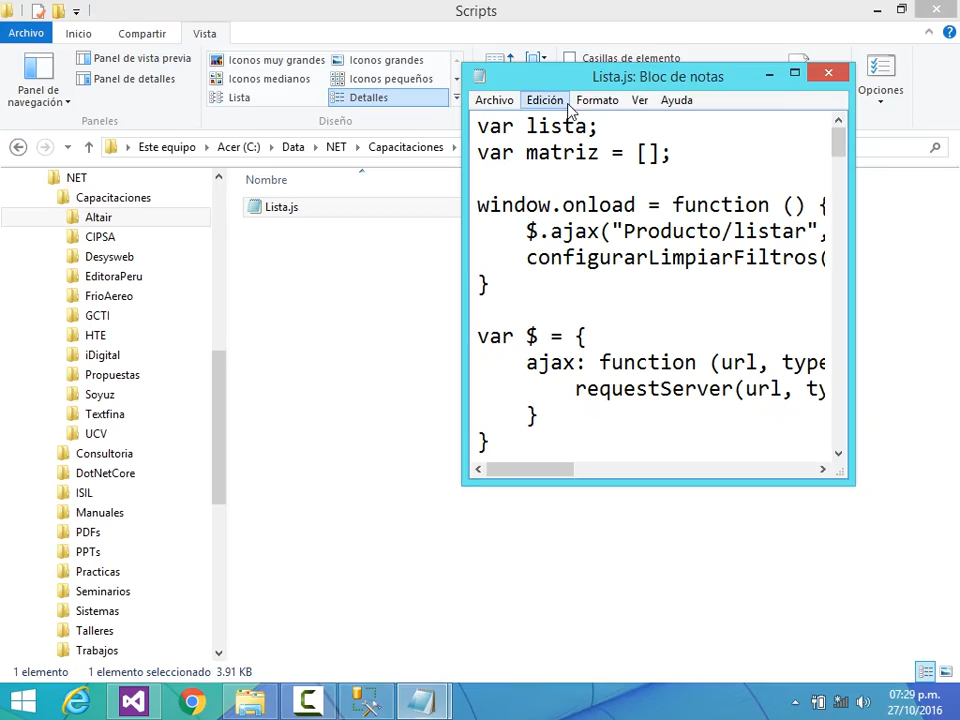 Scripts
Archivo Inicio Compartir Vista
Panel de navegación
Panel de vista previa
Panel de detalles
Paneles
Iconos muy grandes Iconos grandes
Iconos medianos Iconos pequeños
Lista Detalles
Diseño
Casillas de elemento
Opciones
Este equipo Acer (C:) Data NET Capacitaciones
NET
Capacitaciones
Altair
CIPSA
Desysweb
EditoraPeru
FrioAereo
GCTI
HTE
iDigital
Propuestas
Soyuz
Textfina
UCV
Consultoria
DotNetCore
ISIL
Manuales
PDFs
PPTs
Practicas
Seminarios
Sistemas
Talleres
Trabajos
Nombre
Lista.js
Lista.js: Bloc de notas
Archivo Edición Formato Ver Ayuda
var lista;
var matriz = [];
window.onload = function () {
$.ajax("Producto/listar",
configurarLimpiarFiltros(
}
var $ = {
ajax: function (url, type
requestServer(url, ty
}
}
1 elemento 1 elemento seleccionado 3.91 KB
07:29 p.m.
27/10/2016